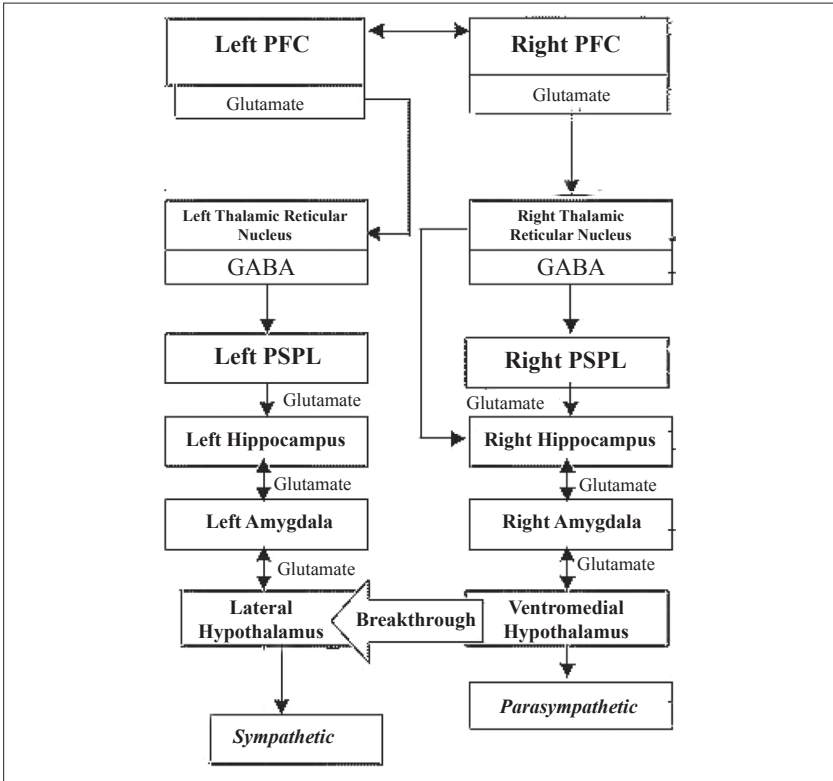 Left PFC
Right PFC
Glutamate
Glutamate
Left Thalamic Reticular
Nucleus
Right Thalamic
Reticular Nucleus
GABA
GABA
Left PSPL
Right PSPL
Glutamate
Glutamate
Left Hippocampus
Right Hippocampus
Glutamate
Glutamate
Left Amygdala
Right Amygdala
Glutamate
Glutamate
Lateral
Hypothalamus
Breakthrough
Ventromedial
Hypothalamus
Sympathetic
Parasympathetic